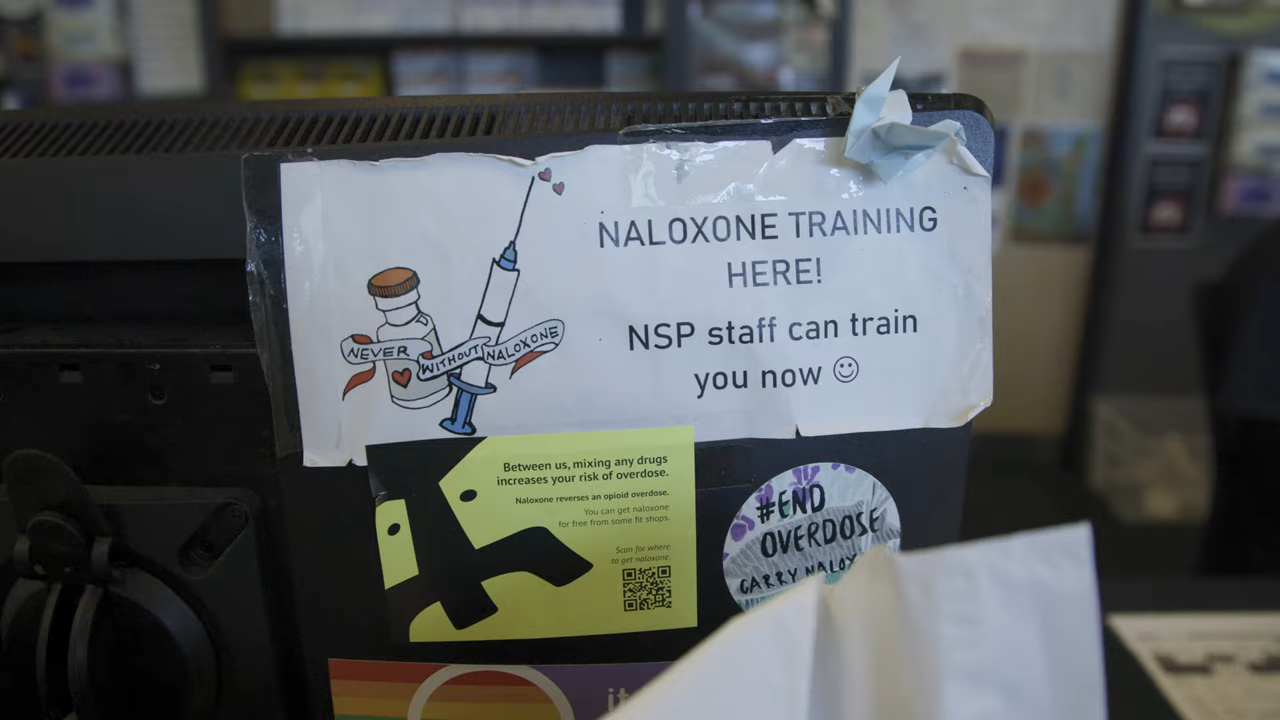 NALOXONE TRAINING
HERE!
NSP staff can train
you now ☺
NEVER WITHOUT NALOXONE
Between us, mixing any drugs
increases your risk of overdose.
Naloxone reverses an opioid overdose.
You can get naloxone
for free from some fit shops.
Scan for where
to get naloxone.
#END
OVERDOSE
CARRY NALOX
it